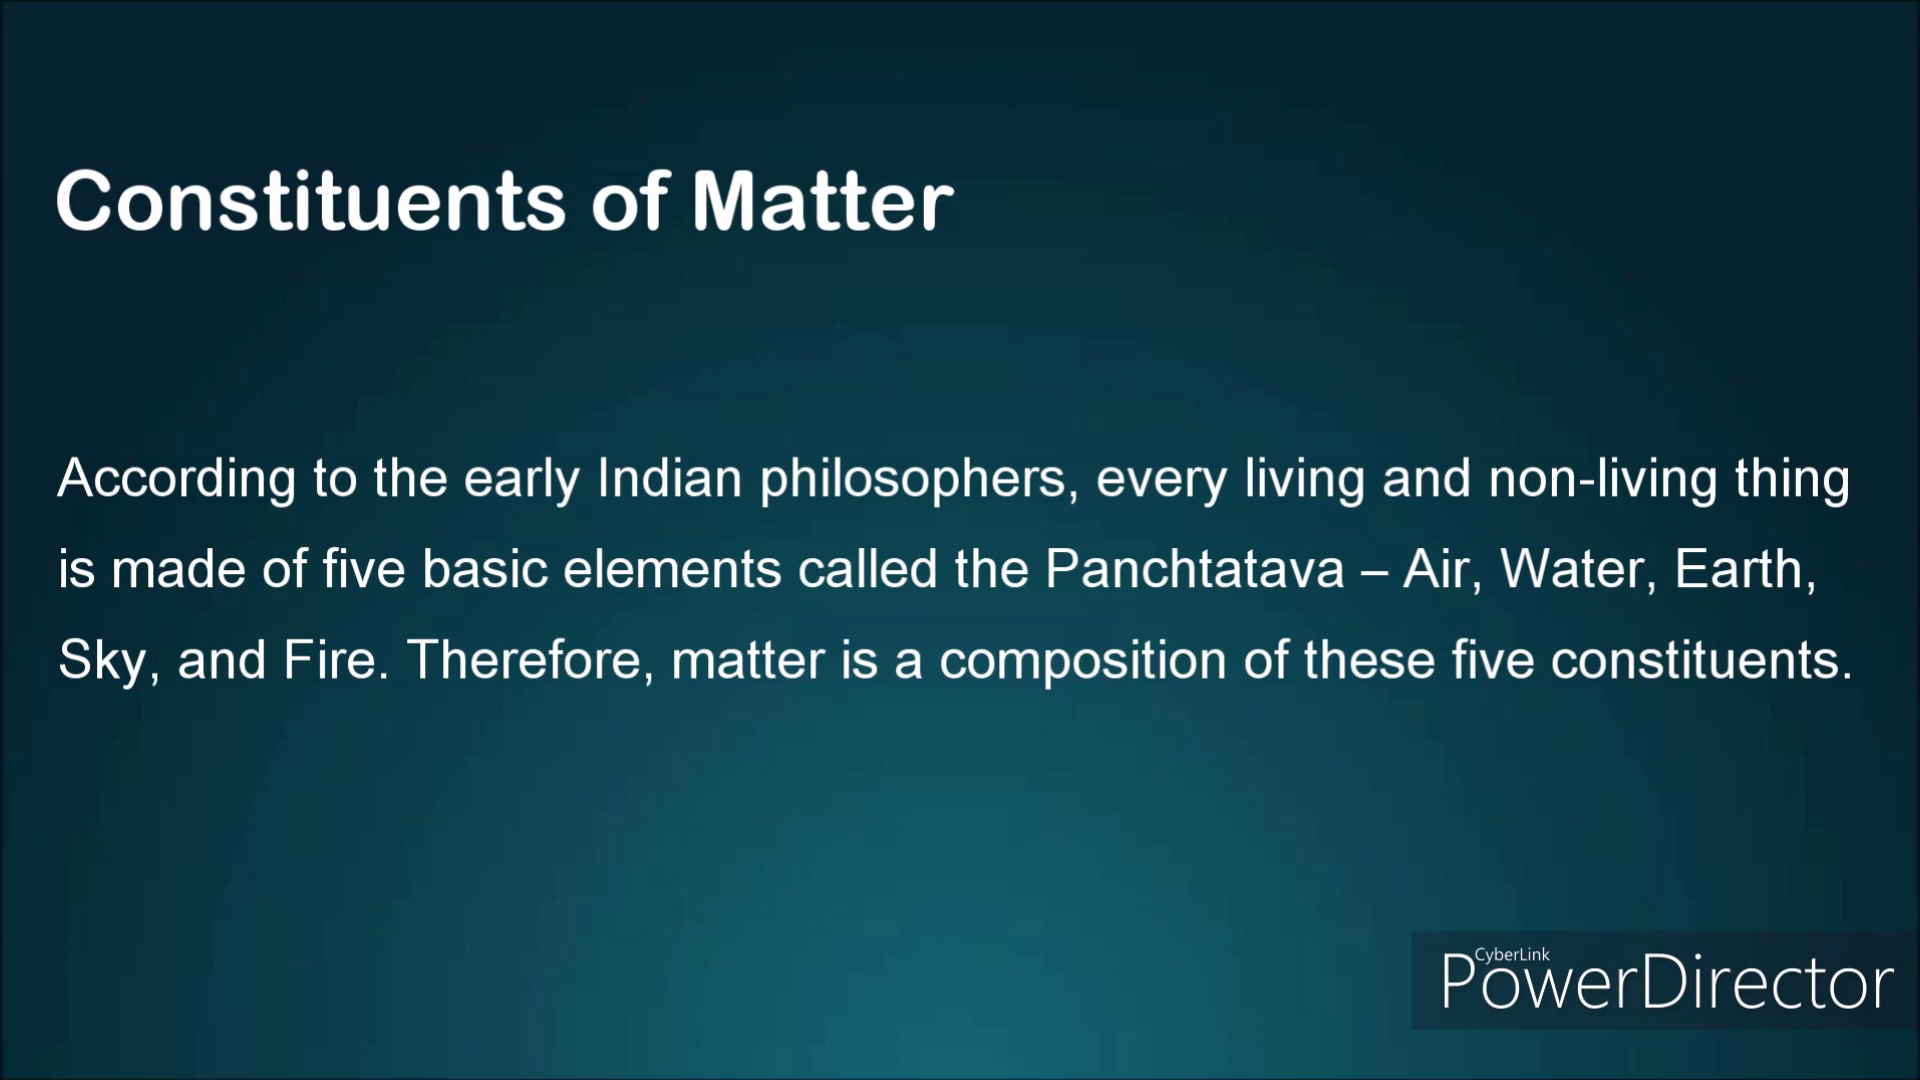 Constituents of Matter
According to the early Indian philosophers, every living and non-living thing
is made of five basic elements called the Panchtatava – Air, Water, Earth,
Sky, and Fire. Therefore, matter is a composition of these five constituents.
CyberLink
PowerDirector